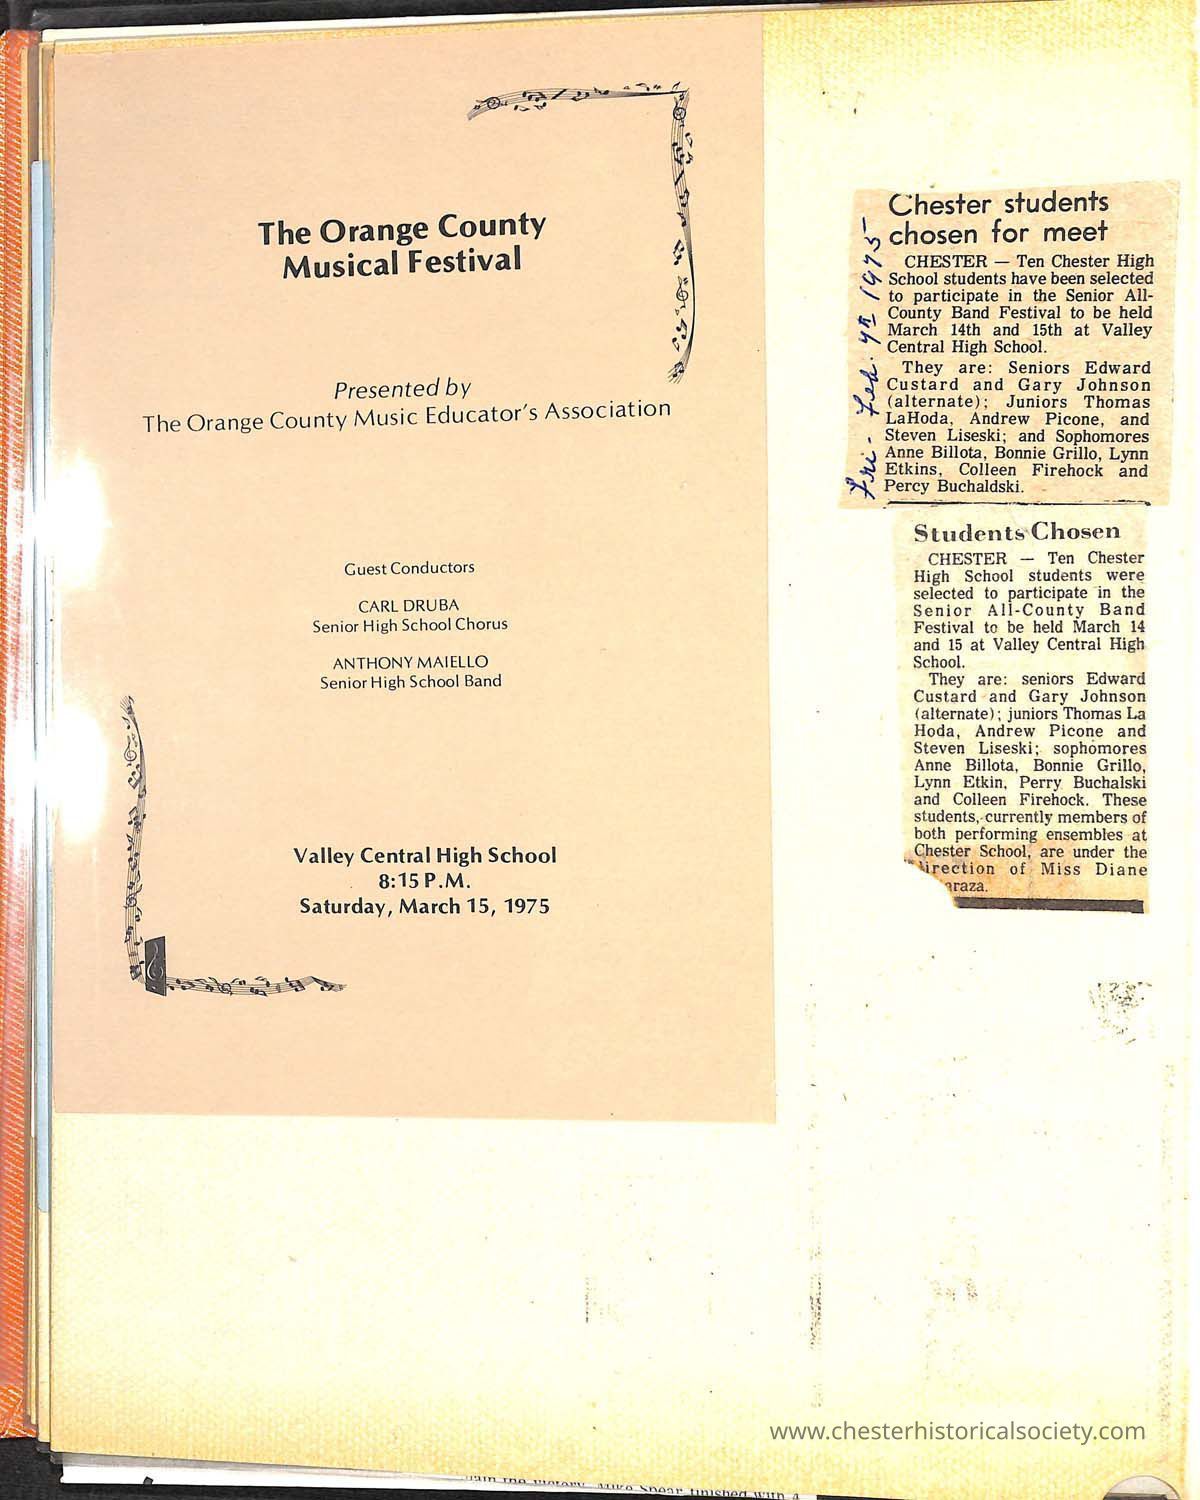 The Orange County
Musical Festival
Presented by
The Orange County Music Educator's Association
Guest Conductors
CARL DRUBA
Senior High School Chorus
ANTHONY MAIELLO
Senior High School Band
Valley Central High School
8:15 P.M.
Saturday, March 15, 1975
Fri - Feb. 1975
Chester students
chosen for meet
CHESTER — Ten Chester High
School students have been selected
to participate in the Senior All-
County Band Festival to be held
March 14th and 15th at Valley
Central High School.
They are: Seniors Edward
Custard and Gary Johnson
(alternate); Juniors Thomas
LaHoda, Andrew Picone, and
Steven Liseski; and Sophomores
Anne Billota, Bonnie Grillo, Lynn
Etkins, Colleen Firehock and
Percy Buchaldski.
Students Chosen
CHESTER — Ten Chester
High School students were
selected to participate in the
Senior All-County Band
Festival to be held March 14
and 15 at Valley Central High
School.
They are: seniors Edward
Custard and Gary Johnson
(alternate); juniors Thomas La
Hoda, Andrew Picone and
Steven Liseski; sophomores
Anne Billota, Bonnie Grillo,
Lynn Etkin, Perry Buchalski
and Colleen Firehock. These
students, currently members of
both performing ensembles at
Chester School, are under the
direction of Miss Diane
araza.
www.chesterhistoricalsociety.com
the victory. Mike Spear finished with 4